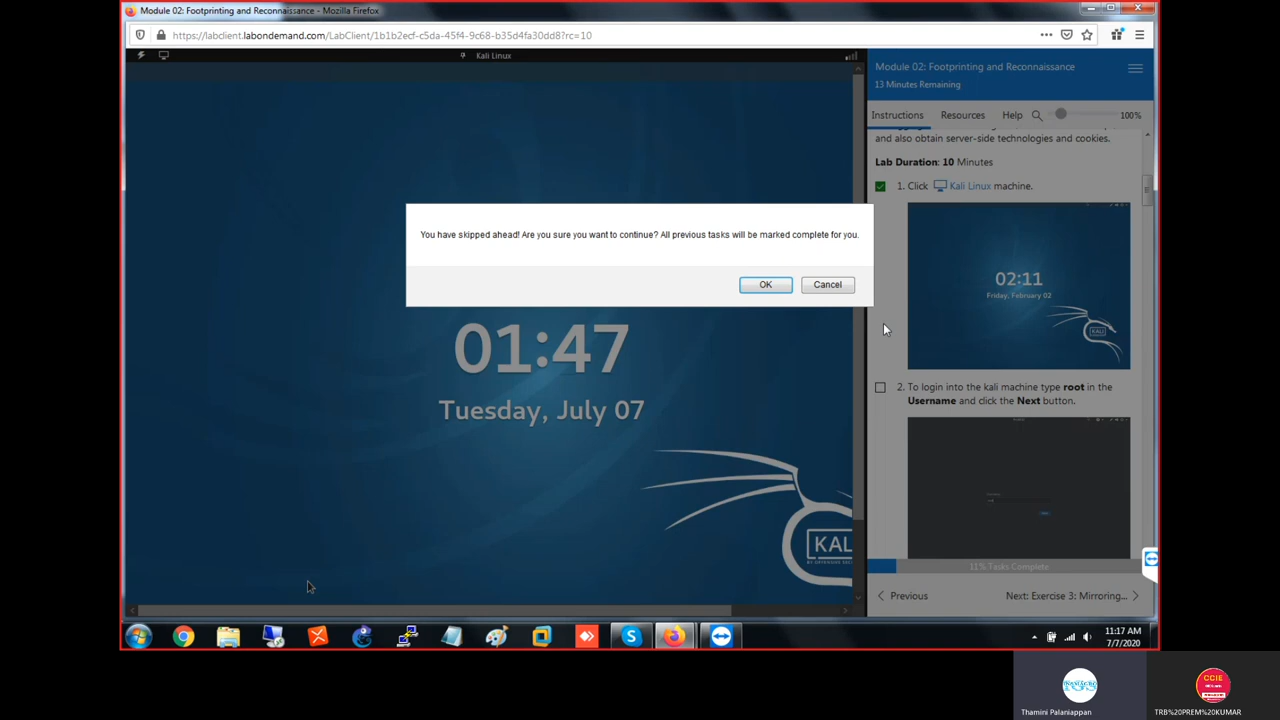 Module 02: Footprinting and Reconnaissance - Mozilla Firefox
https://labclient.labondemand.com/LabClient/1b1b2ecf-c5da-45f4-9c68-b35d4fa30dd8?rc=10
Kali Linux
Module 02: Footprinting and Reconnaissance
13 Minutes Remaining
Instructions
Resources
Help
100%
and also obtain server-side technologies and cookies.
Lab Duration: 10 Minutes
1. Click Kali Linux machine.
You have skipped ahead! Are you sure you want to continue? All previous tasks will be marked complete for you.
OK
Cancel
02:11
Friday, February 02
KALI
01:47
Tuesday, July 07
KAL
BY OFFENSIVE SEC
2. To login into the kali machine type root in the
Username and click the Next button.
11% Tasks Complete
Previous
Next: Exercise 3: Mirroring...
11:17 AM
7/7/2020
CCIE
Thamini Palaniappan
TRB%20PREM%20KUMAR